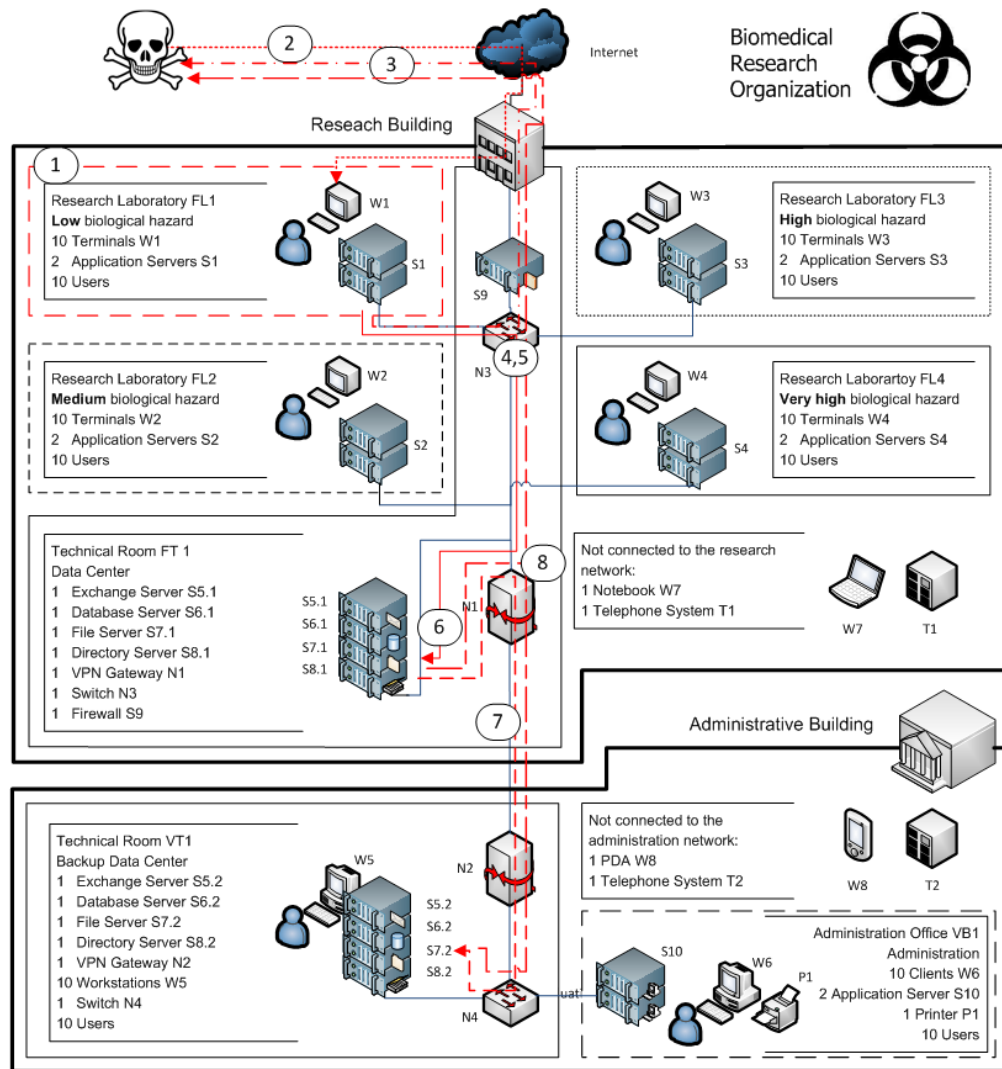 2
3
Internet
Biomedical
Research
Organization
Reseach Building
1
Research Laboratory FL1
Low biological hazard
10 Terminals W1
2 Application Servers S1
10 Users
W1
S1
S9
W3
S3
Research Laboratory FL3
High biological hazard
10 Terminals W3
2 Application Servers S3
10 Users
4,5
N3
Research Laboratory FL2
Medium biological hazard
10 Terminals W2
2 Application Servers S2
10 Users
W2
S2
W4
S4
Research Laborartoy FL4
Very high biological hazard
10 Terminals W4
2 Application Servers S4
10 Users
Technical Room FT 1
Data Center
1 Exchange Server S5.1
1 Database Server S6.1
1 File Server S7.1
1 Directory Server S8.1
1 VPN Gateway N1
1 Switch N3
1 Firewall S9
S5.1
S6.1
S7.1
S8.1
6
N1
8
7
Not connected to the research
network:
1 Notebook W7
1 Telephone System T1
W7
T1
Administrative Building
Technical Room VT1
Backup Data Center
1 Exchange Server S5.2
1 Database Server S6.2
1 File Server S7.2
1 Directory Server S8.2
1 VPN Gateway N2
10 Workstations W5
1 Switch N4
10 Users
W5
S5.2
S6.2
S7.2
S8.2
N2
N4
Not connected to the
administration network:
1 PDA W8
1 Telephone System T2
W8
T2
uat
S10
W6
P1
Administration Office VB1
Administration
10 Clients W6
2 Application Server S10
1 Printer P1
10 Users